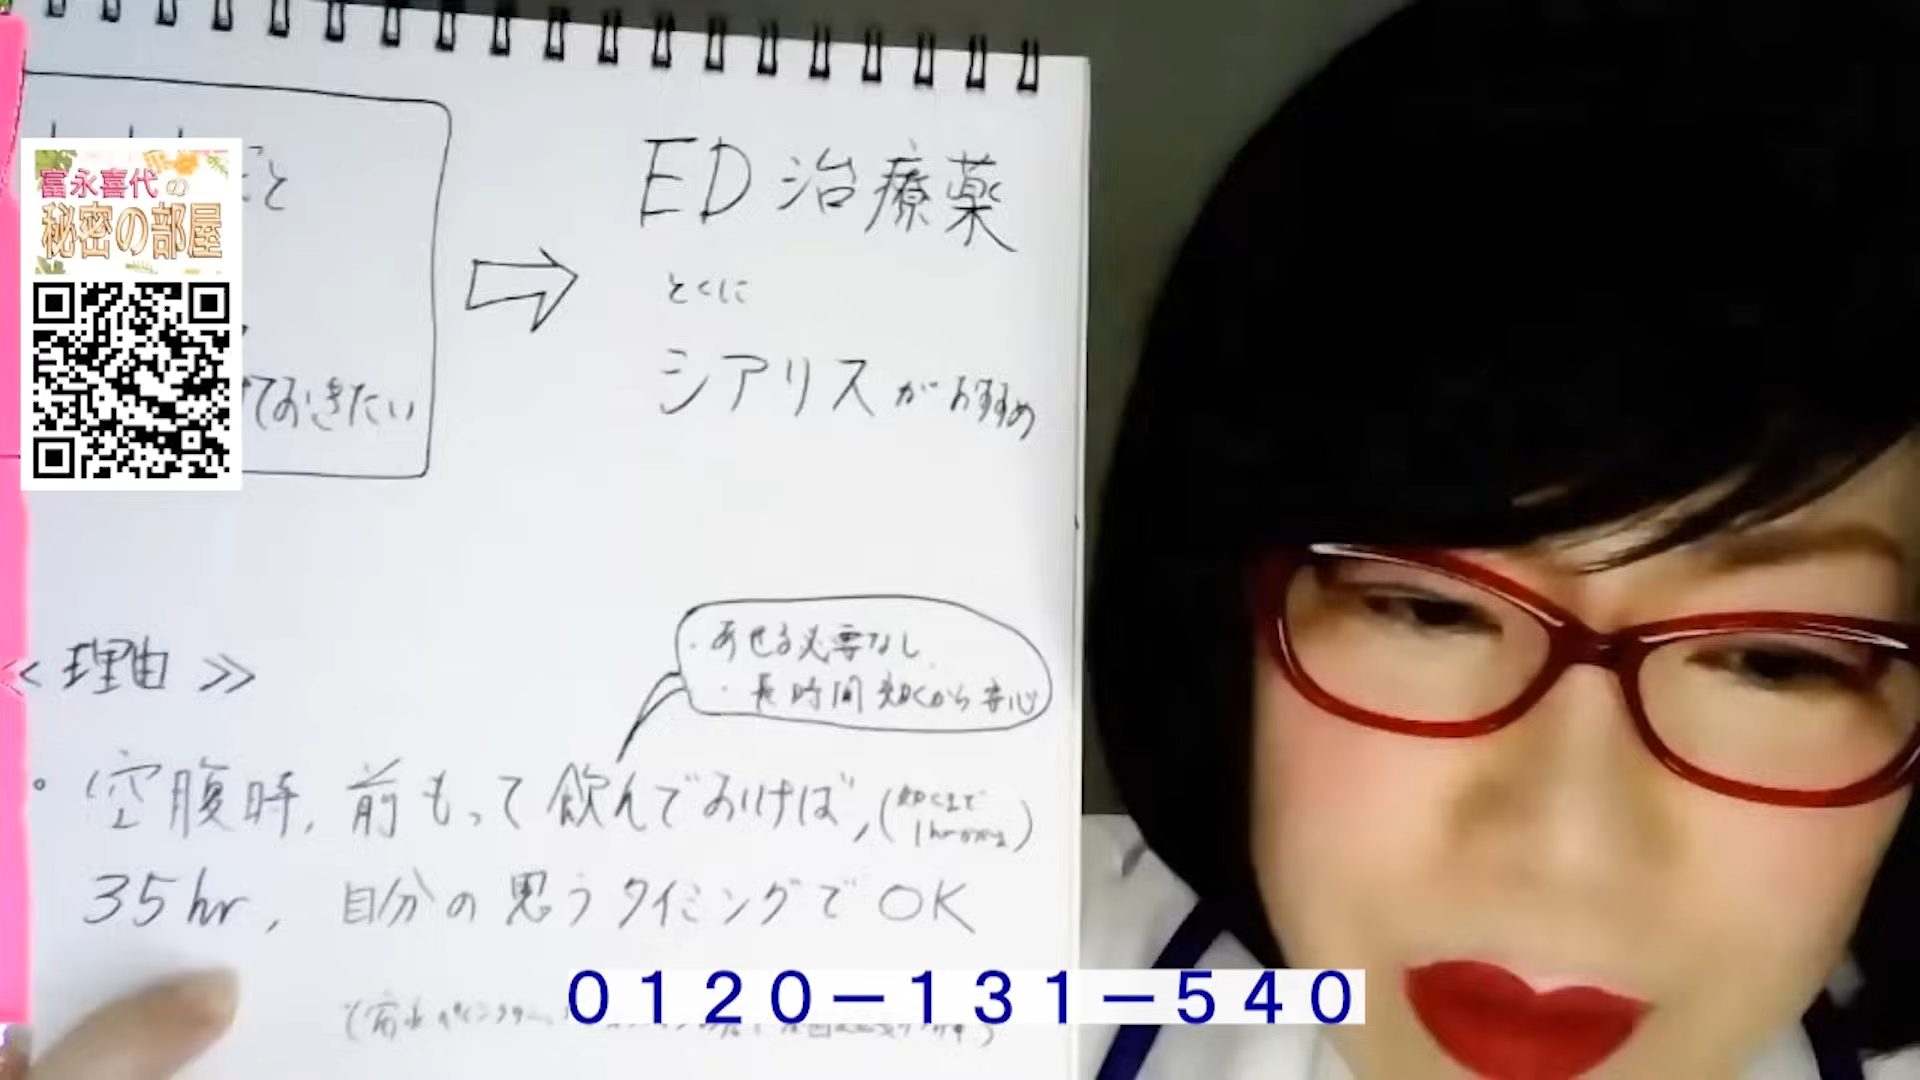 富永喜代の
秘密の部屋
こと
ておきたい
ED治療薬
とくに
シアリスがおすすめ
≪理由≫
・あせる必要なし
・長時間効くから安心
・空腹時、前もって飲んでおけば、
35hr、自分の思うタイミングでOK
0120-131-540